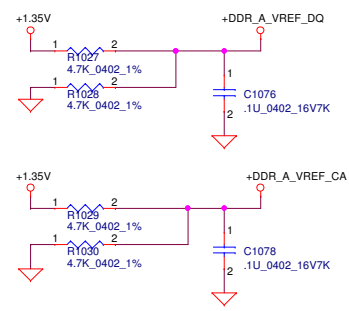 +1.35V +DDR_A_VREF_DQ
1 2
R1027
4.7K_0402_1%
1 2
R1028
4.7K_0402_1%
1
C1076
.1U_0402_16V7K
2
+1.35V +DDR_A_VREF_CA
1 2
R1029
4.7K_0402_1%
1 2
R1030
4.7K_0402_1%
1
C1078
.1U_0402_16V7K
2